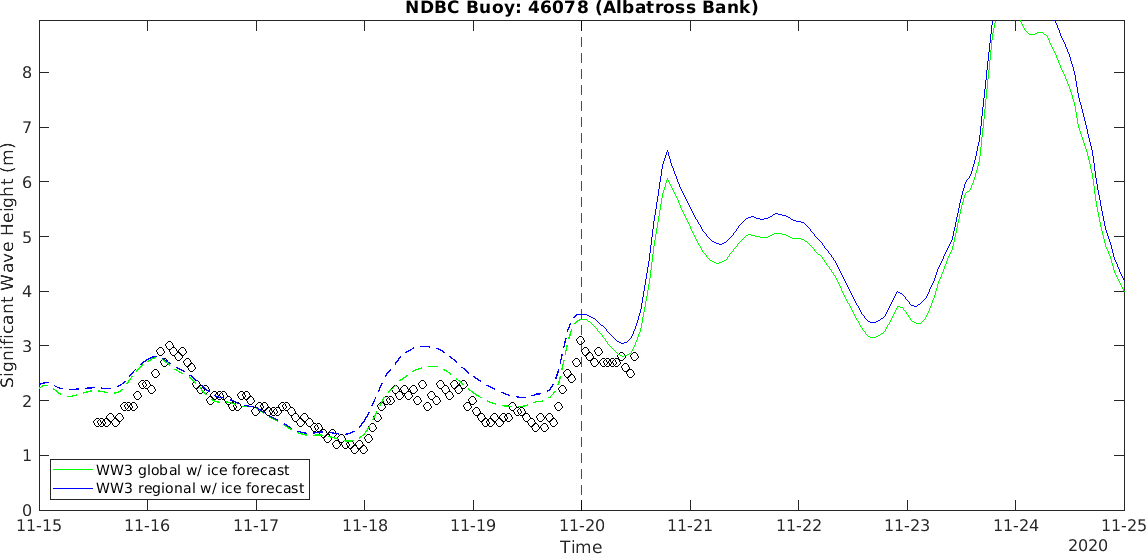 NDBC Buoy: 46078 (Albatross Bank)
Significant Wave Height (m)
8
7
6
5
4
3
2
1
0
WW3 global w/ ice forecast
WW3 regional w/ ice forecast
11-15 11-16 11-17 11-18 11-19 11-20 11-21 11-22 11-23 11-24 11-25
Time
2020